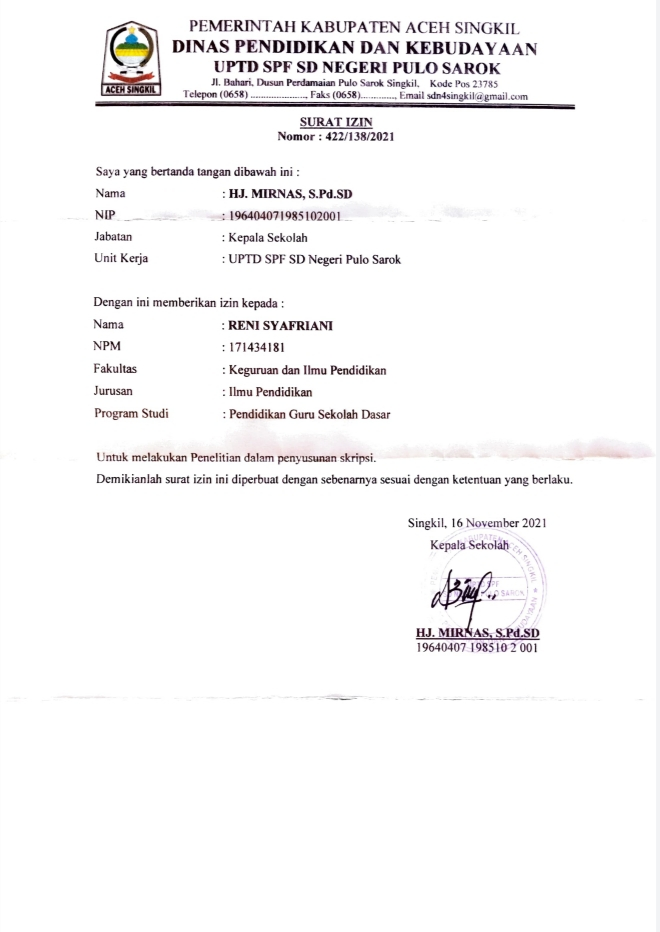 PEMERINTAH KABUPATEN ACEH SINGKIL
DINAS PENDIDIKAN DAN KEBUDAYAAN
UPTD SPF SD NEGERI PULO SAROK
Jl. Bahari, Dusun Perdamaian Pulo Sarok Singkil, Kode Pos 23785
Telepon (0658) ......................, Faks (0658)............., Email sdn4singkil@gmail.com
ACEH SINGKIL
SURAT IZIN
Nomor : 422/138/2021
Saya yang bertanda tangan dibawah ini :
Nama : HJ. MIRNAS, S.Pd.SD
NIP : 196404071985102001
Jabatan : Kepala Sekolah
Unit Kerja : UPTD SPF SD Negeri Pulo Sarok
Dengan ini memberikan izin kepada :
Nama : RENI SYAFRIANI
NPM : 171434181
Fakultas : Keguruan dan Ilmu Pendidikan
Jurusan : Ilmu Pendidikan
Program Studi : Pendidikan Guru Sekolah Dasar
Untuk melakukan Penelitian dalam penyusunan skripsi.
Demikianlah surat izin ini diperbuat dengan sebenarnya sesuai dengan ketentuan yang berlaku.
Singkil, 16 November 2021
Kepala Sekolah
HJ. MIRNAS, S.Pd.SD
19640407 198510 2 001